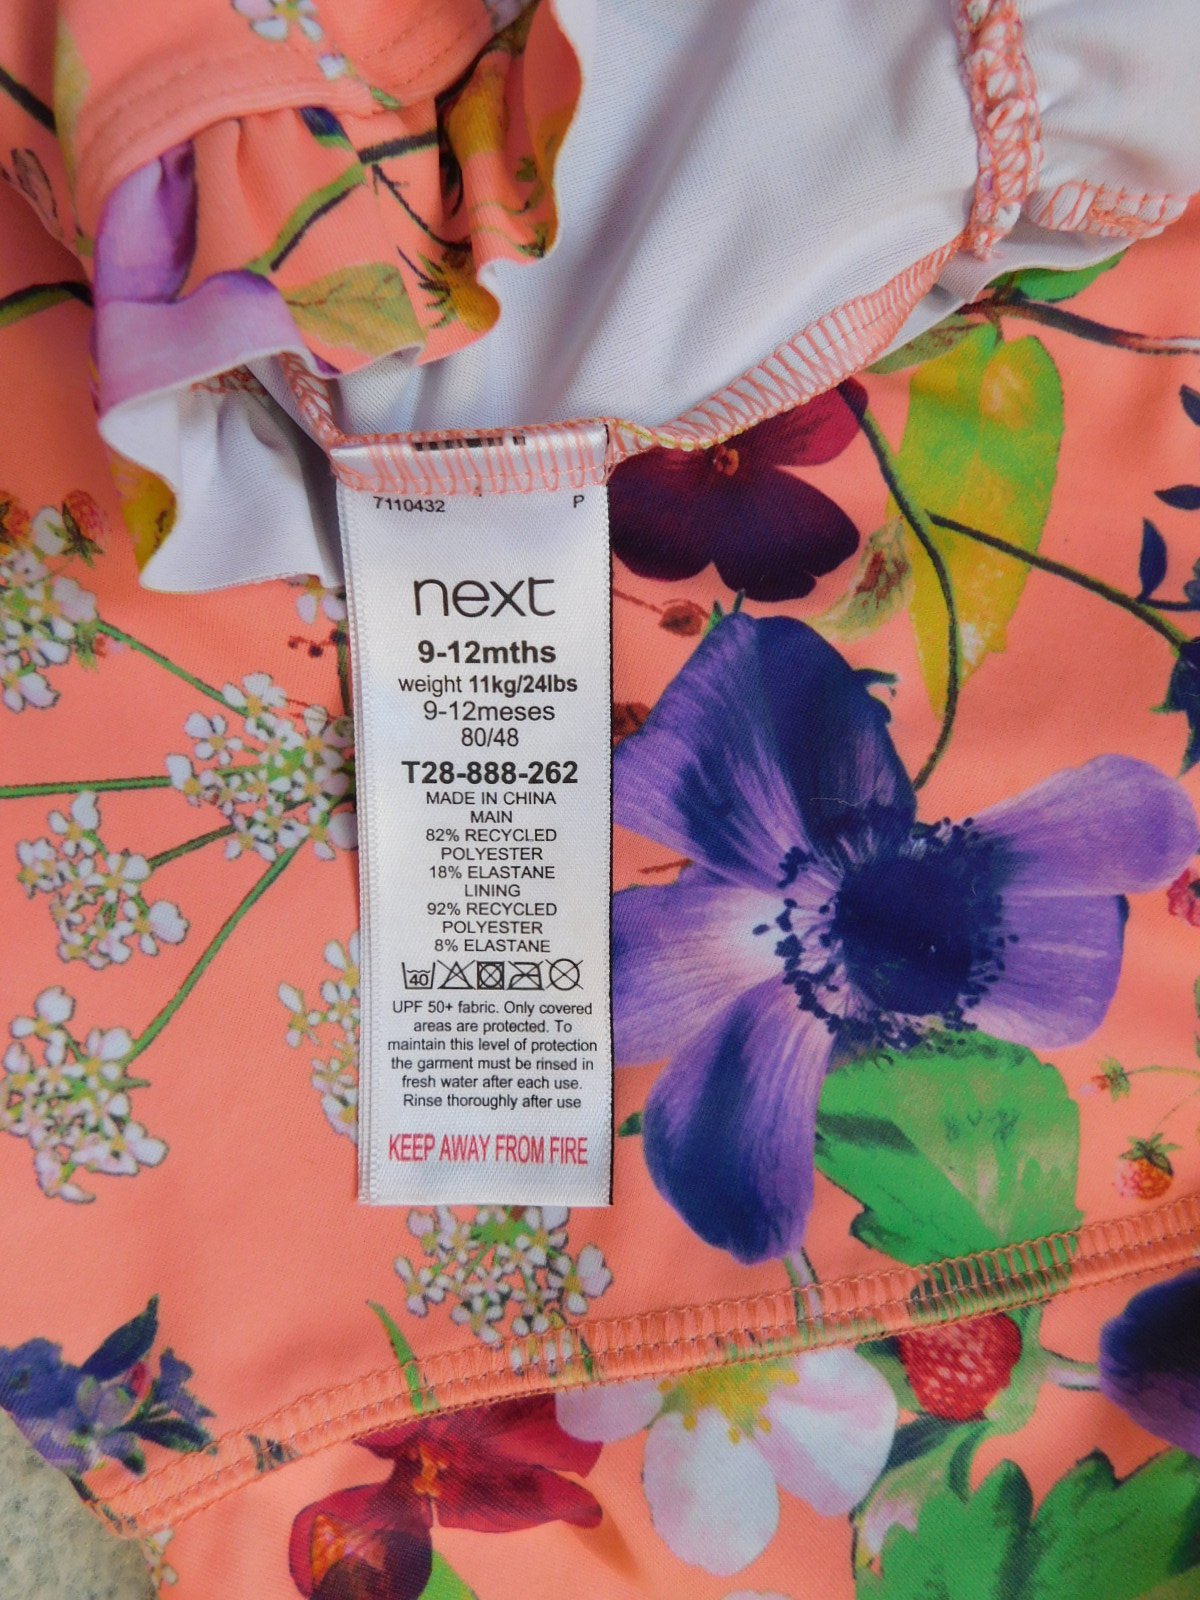 7110432 P
next
9-12mths
weight 11kg/24lbs
9-12meses
80/48
T28-888-262
MADE IN CHINA
MAIN
82% RECYCLED
POLYESTER
18% ELASTANE
LINING
92% RECYCLED
POLYESTER
8% ELASTANE
40
UPF 50+ fabric. Only covered
areas are protected. To
maintain this level of protection
the garment must be rinsed in
fresh water after each use.
Rinse thoroughly after use
KEEP AWAY FROM FIRE